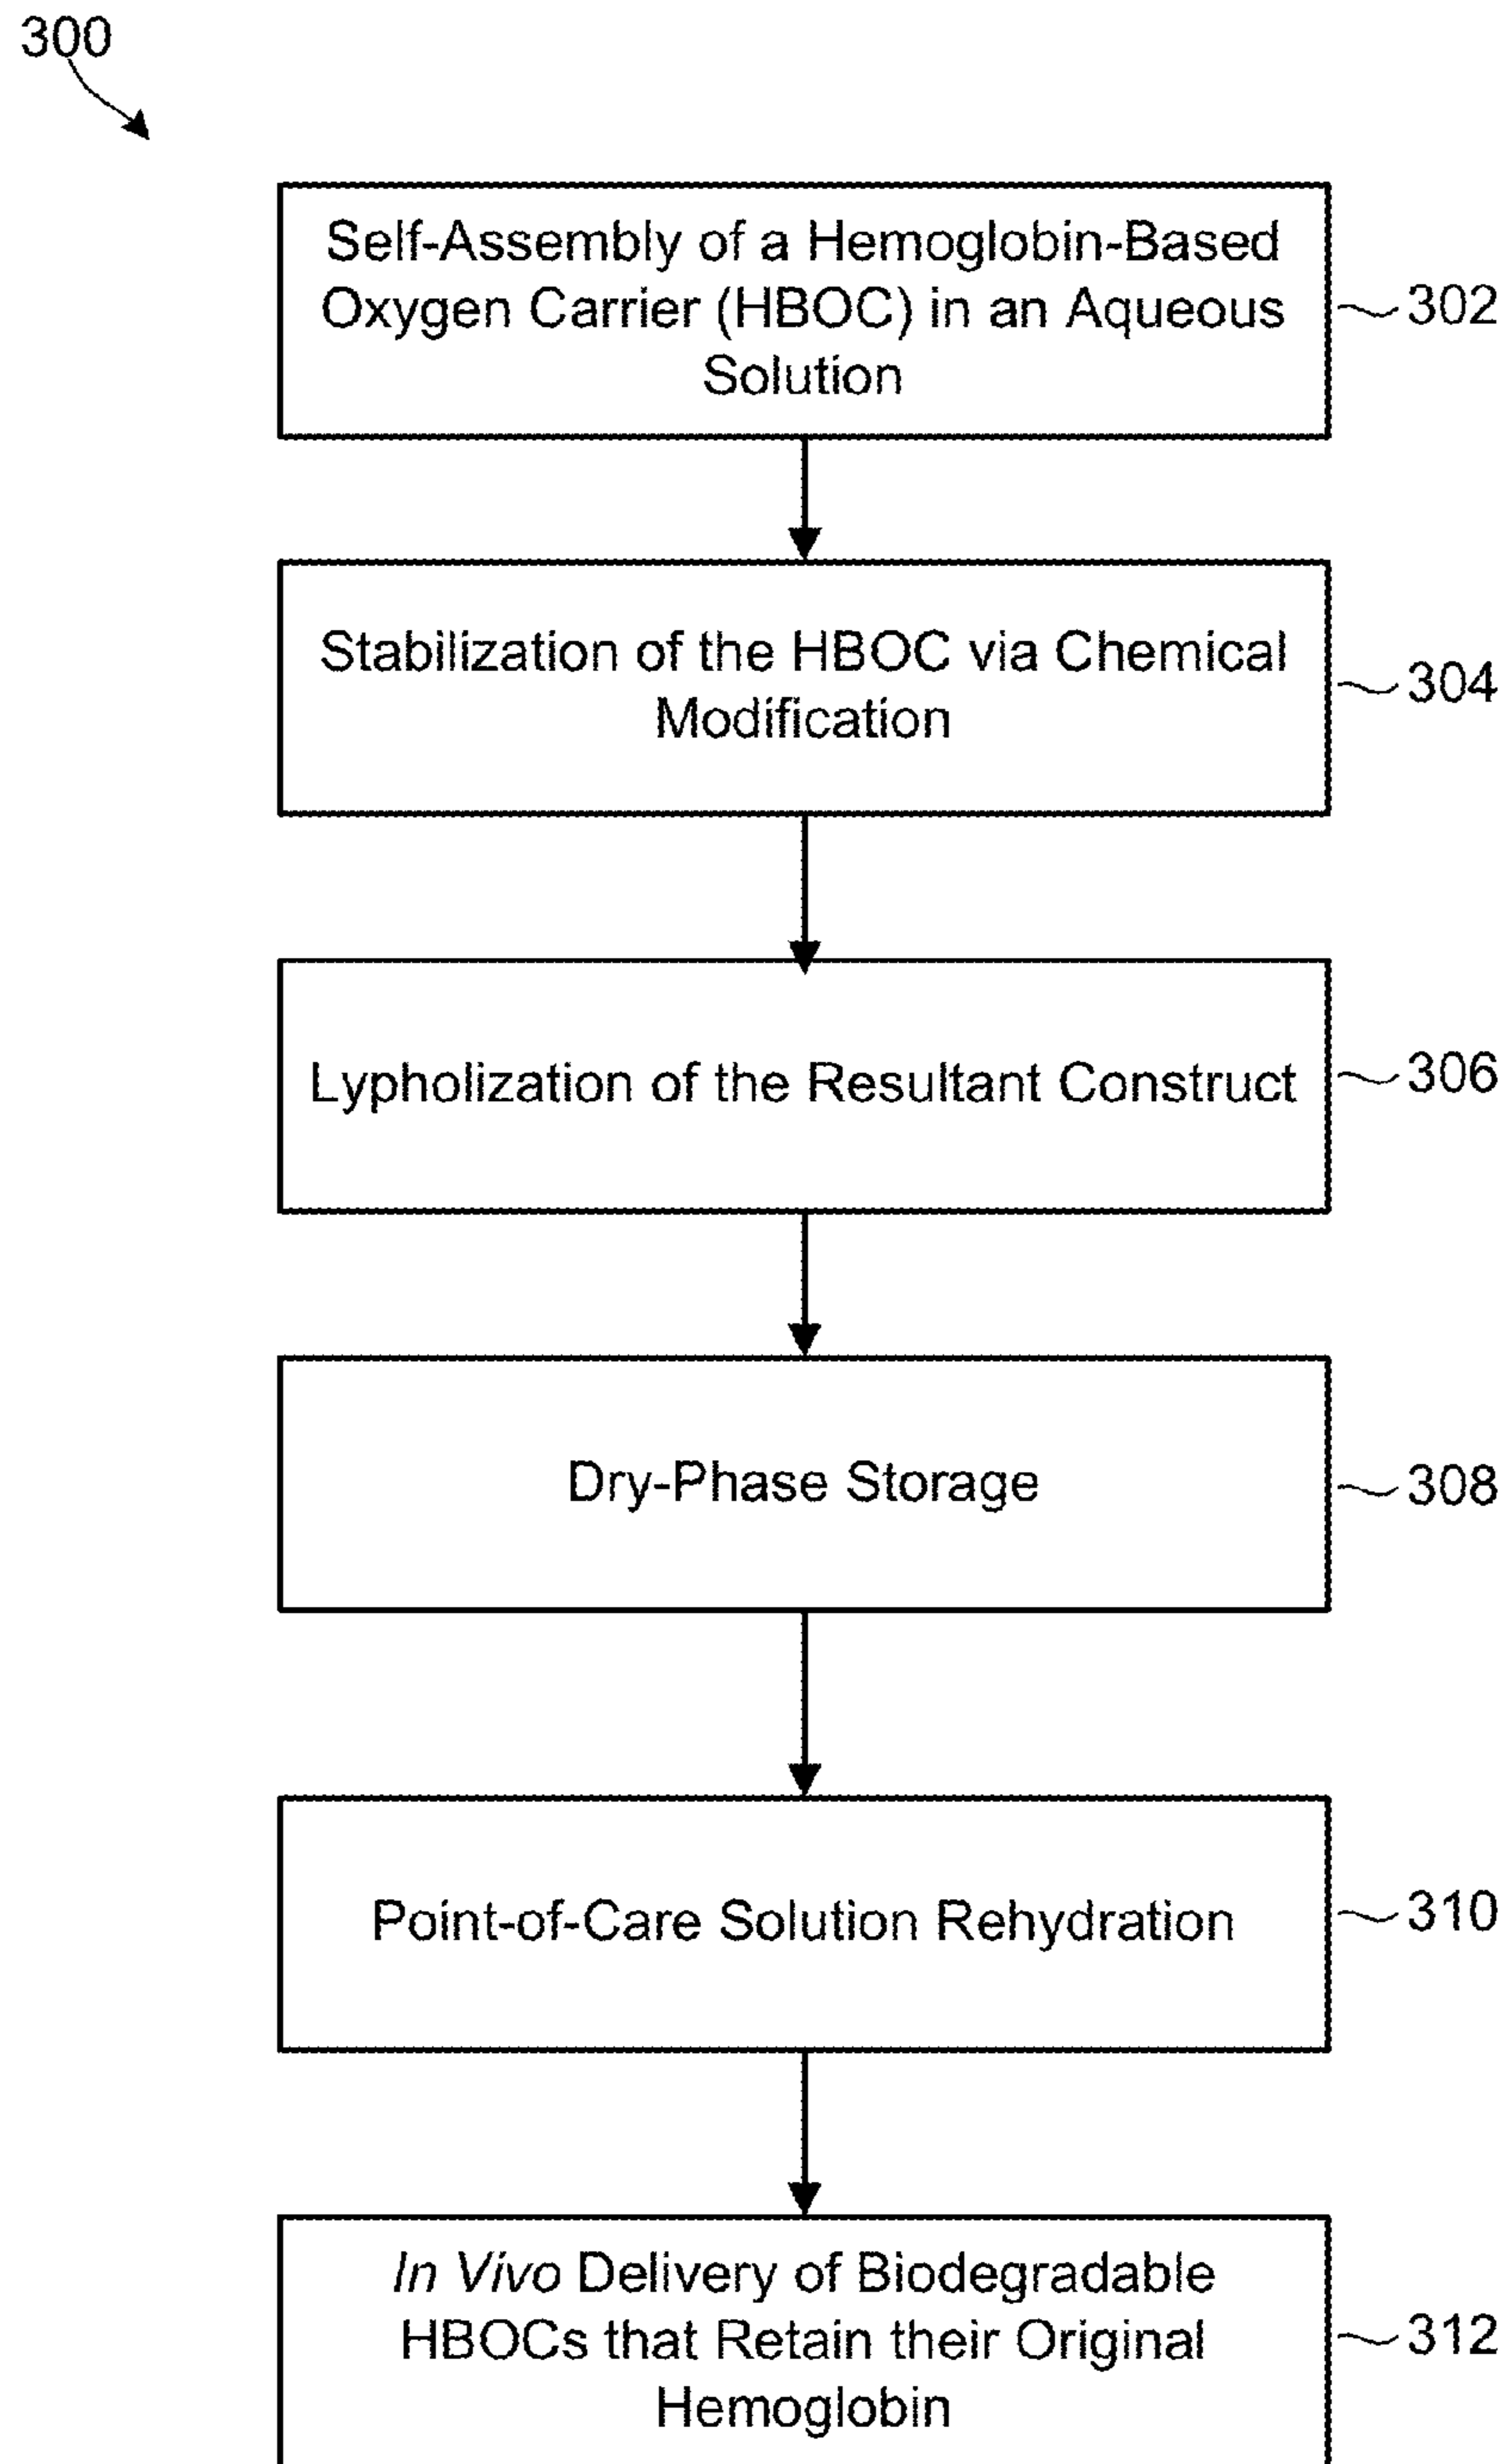 300
Self-Assembly of a Hemoglobin-Based
Oxygen Carrier (HBOC) in an Aqueous
Solution
302
Stabilization of the HBOC via Chemical
Modification
304
Lypholization of the Resultant Construct
306
Dry-Phase Storage
308
Point-of-Care Solution Rehydration
310
In Vivo Delivery of Biodegradable
HBOCs that Retain their Original
Hemoglobin
312